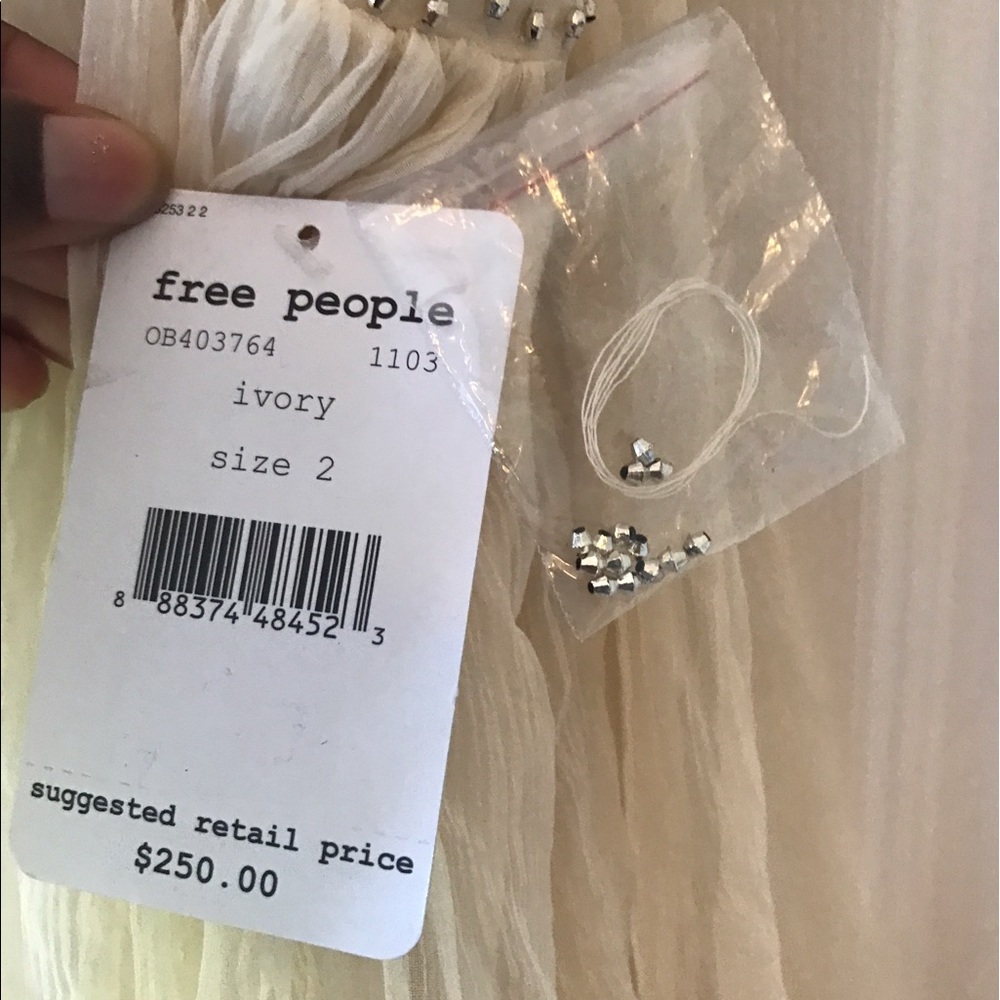 free people
OB403764 1103
ivory
size 2
8 88374 48452 3
suggested retail price
$250.00